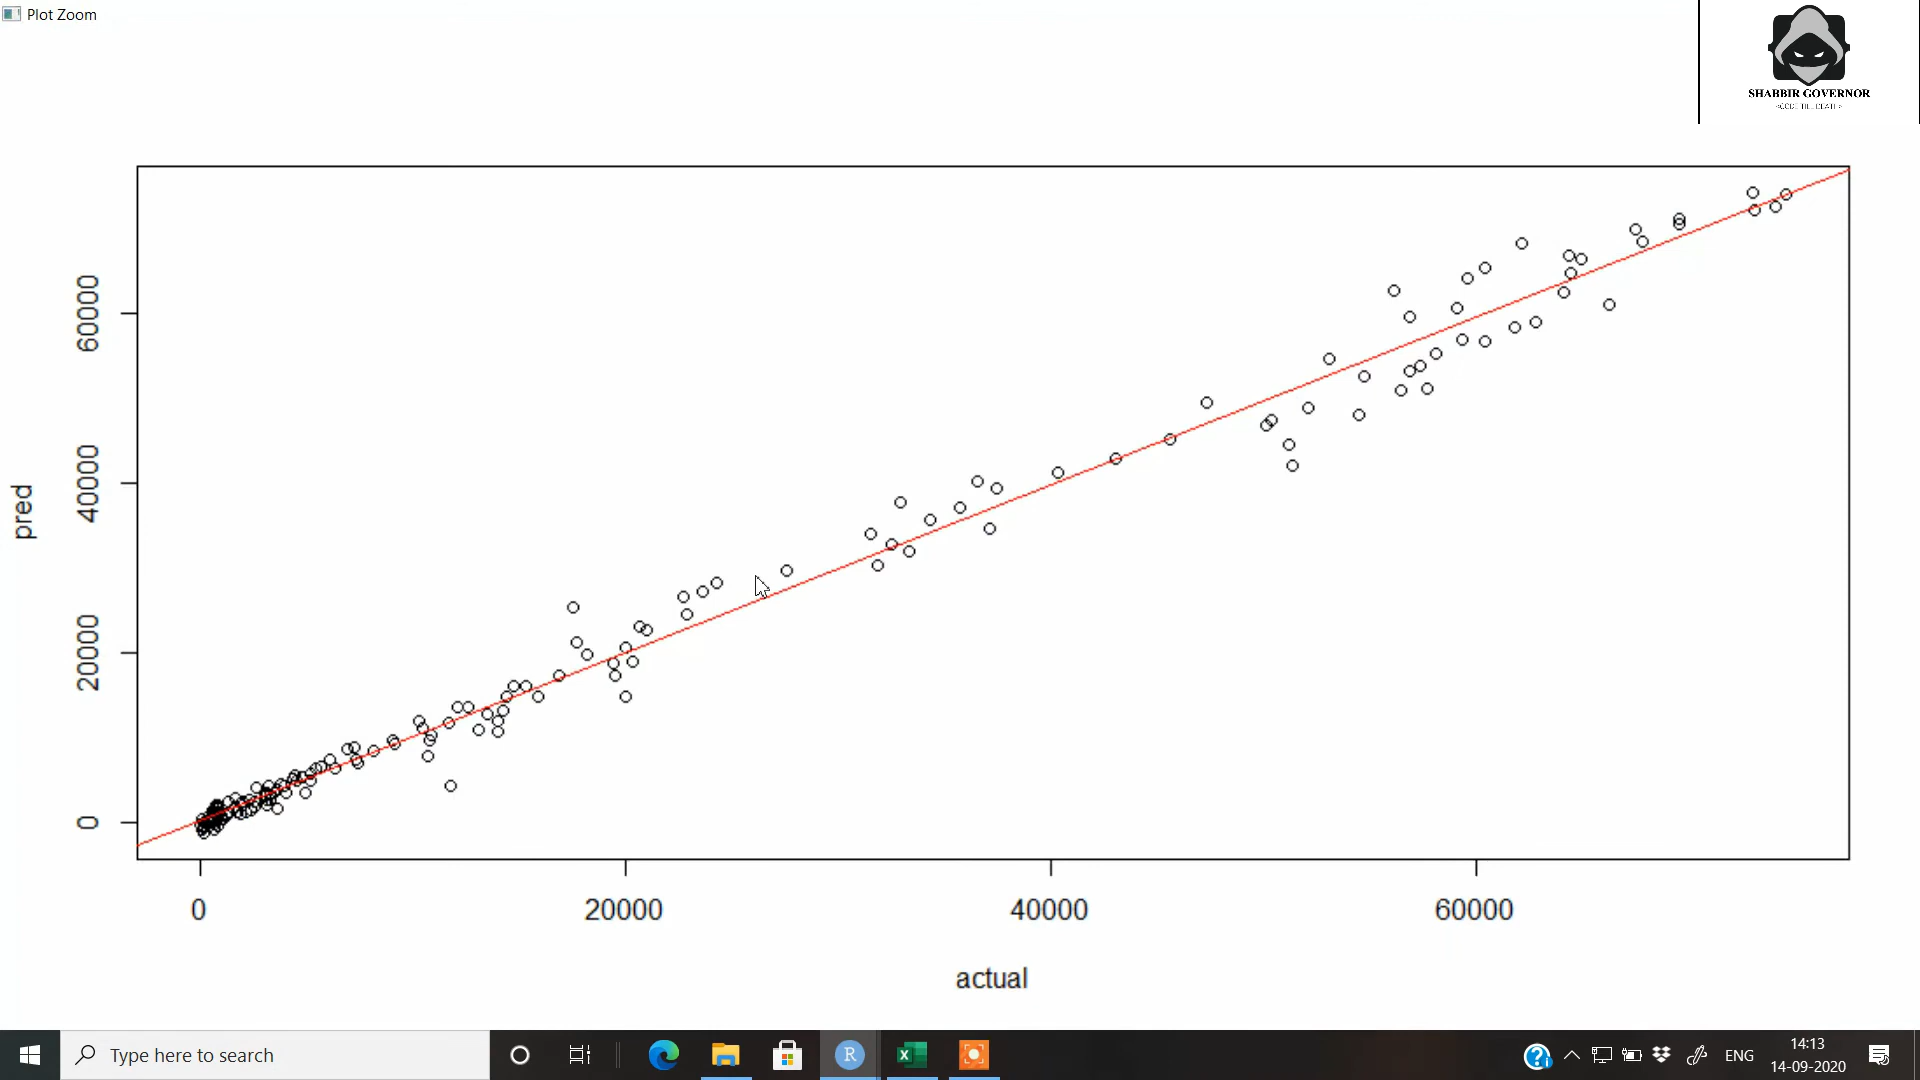 Plot Zoom
SHABBIR GOVERNOR
pred
60000
40000
20000
0
0 20000 40000 60000
actual
Type here to search
R
ENG
14:13
14-09-2020